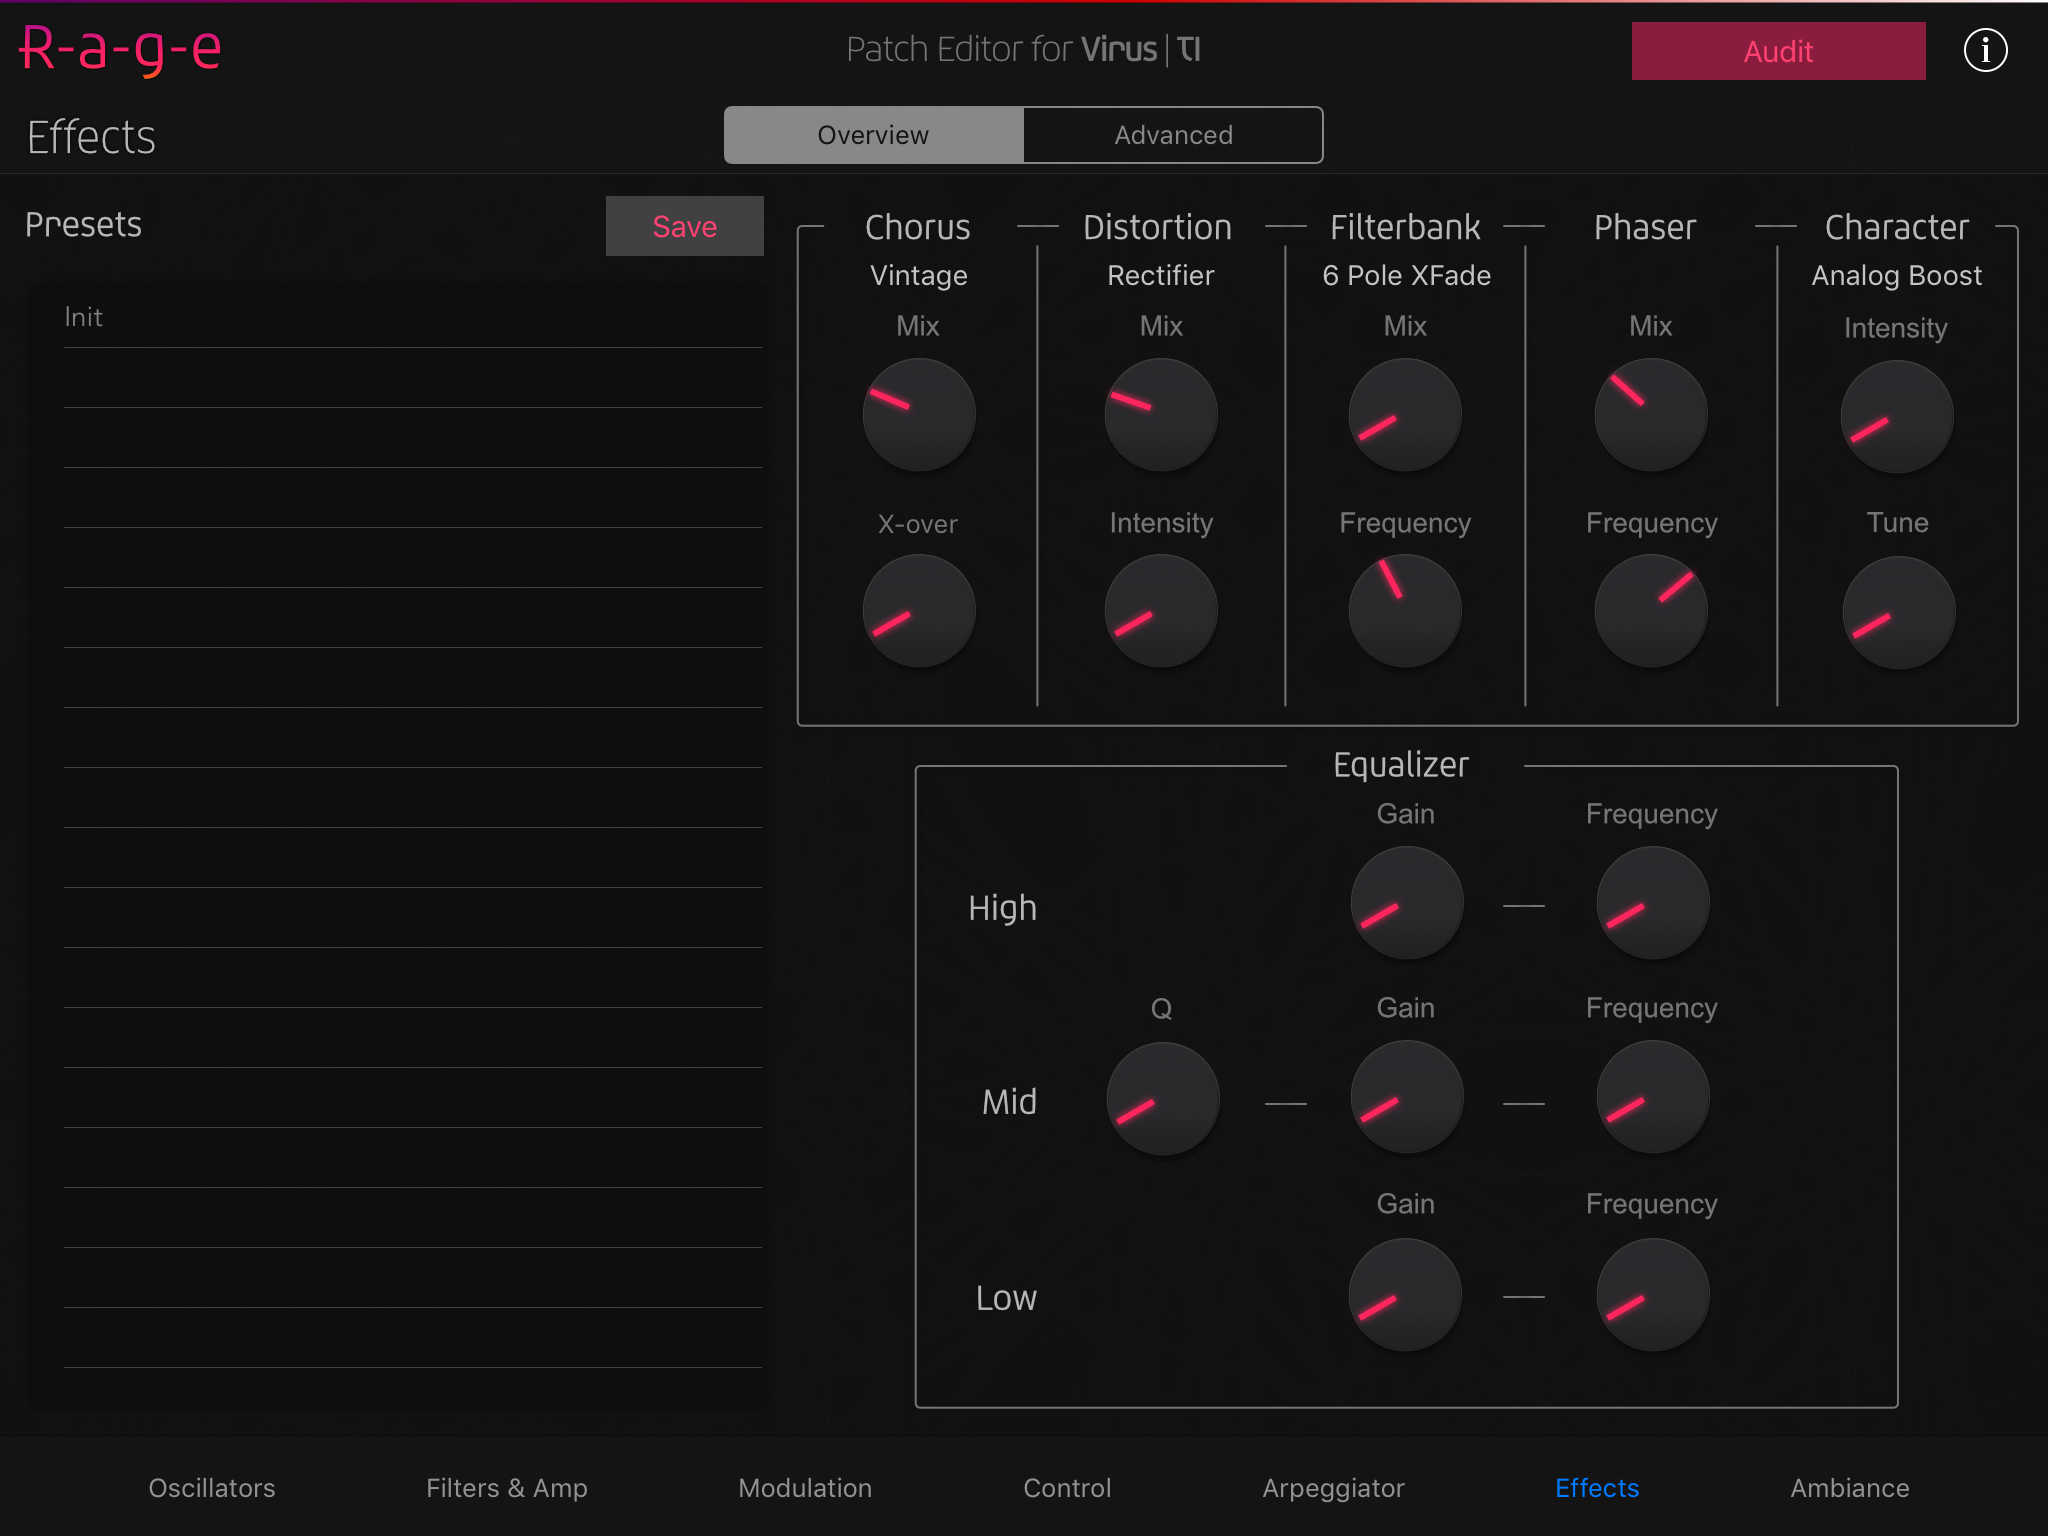 R-a-g-e
Patch Editor for Virus|TI
Audit
i
Effects
Overview
Advanced
Presets
Save
Init
Chorus
Distortion
Filterbank
Phaser
Character
Vintage
Rectifier
6 Pole XFade
Analog Boost
Mix
Mix
Mix
Mix
Intensity
X-over
Intensity
Frequency
Frequency
Tune
Equalizer
Gain
Frequency
High
Q
Gain
Frequency
Mid
Gain
Frequency
Low
Oscillators
Filters & Amp
Modulation
Control
Arpeggiator
Effects
Ambiance